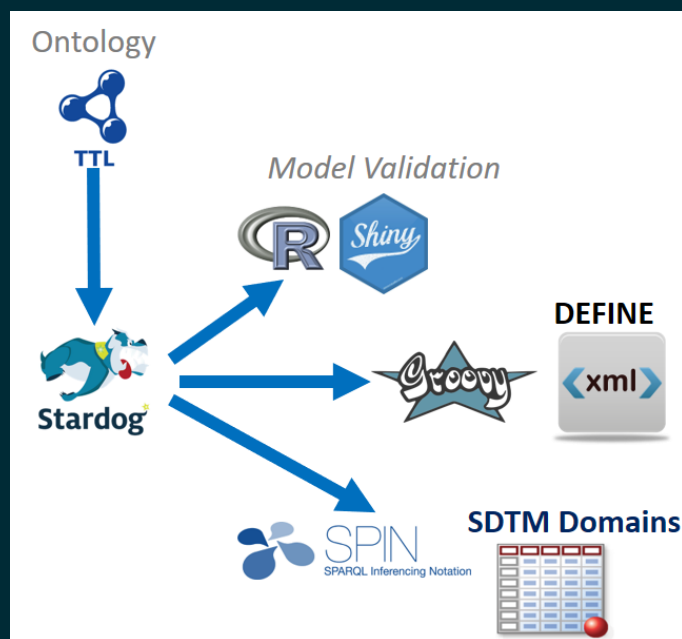 Ontology
TTL
Model Validation
R
Shiny
DEFINE
Groovy
<xml>
Stardog
SPIN
SPARQL Inferencing Notation
SDTM Domains